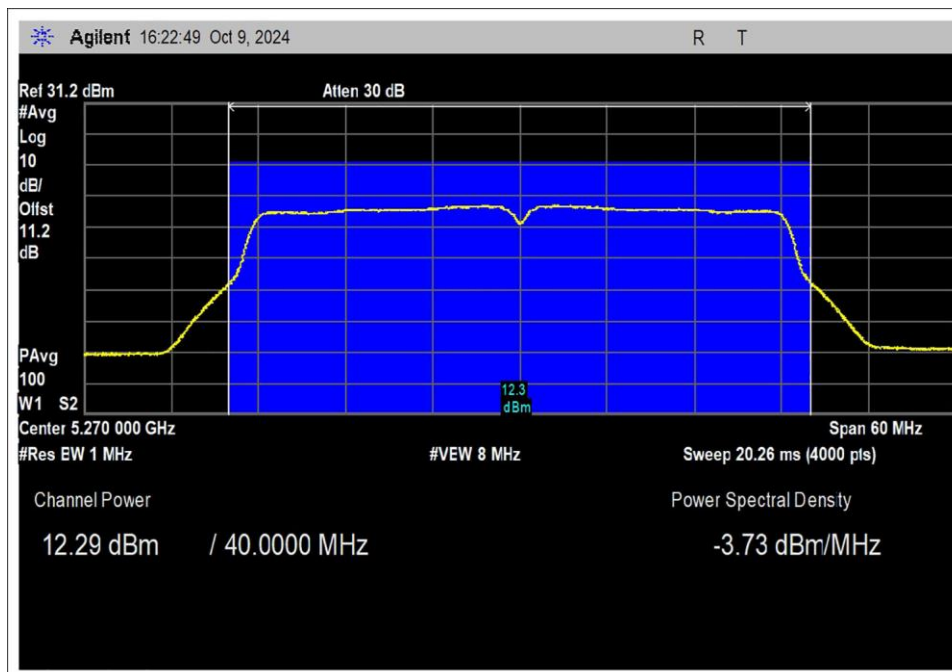 Agilent 16:22:49 Oct 9, 2024 R T
Ref 31.2 dBm Atten 30 dB
#Avg
Log
10
dB/
Offst
11.2
dB
PAvg
100
12.3
dBm
W1 S2
Center 5.270 000 GHz Span 60 MHz
#Res BW 1 MHz #VBW 8 MHz Sweep 20.26 ms (4000 pts)
Channel Power Power Spectral Density
12.29 dBm / 40.0000 MHz -3.73 dBm/MHz